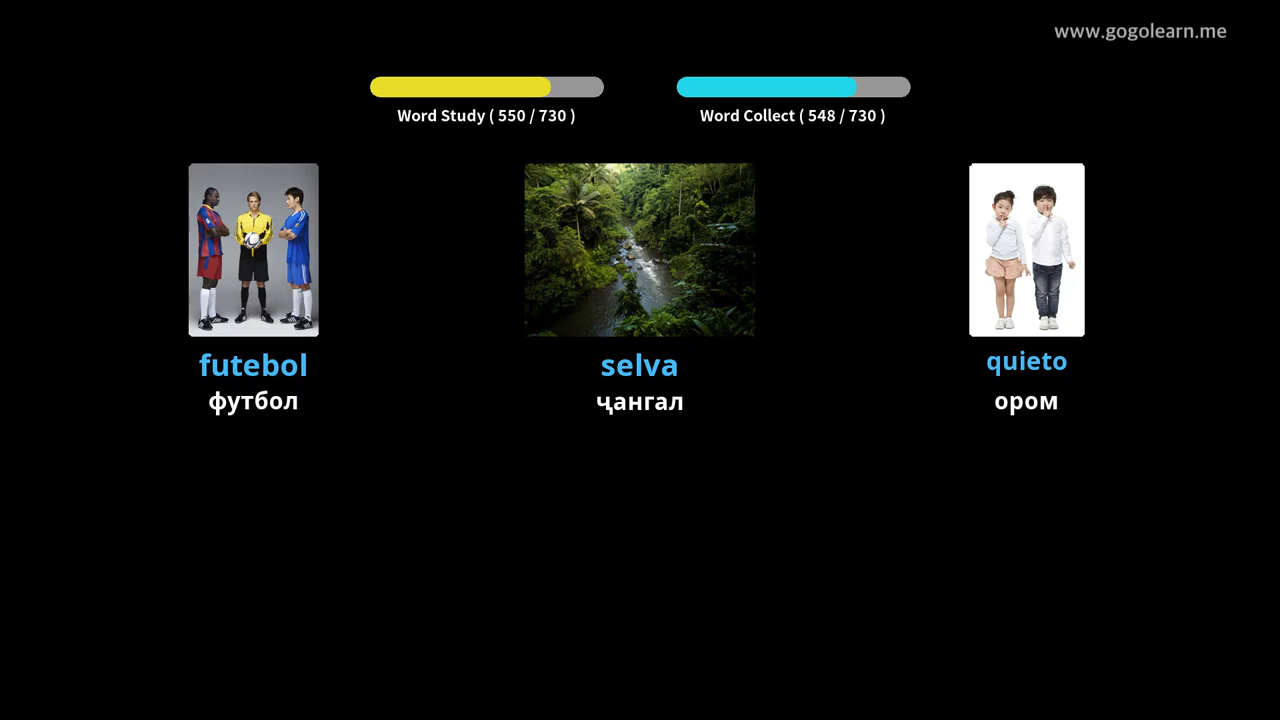 www.gogolearn.me
Word Study ( 550 / 730 )
Word Collect ( 548 / 730 )
futebol
футбол
selva
ҷангал
quieto
ором